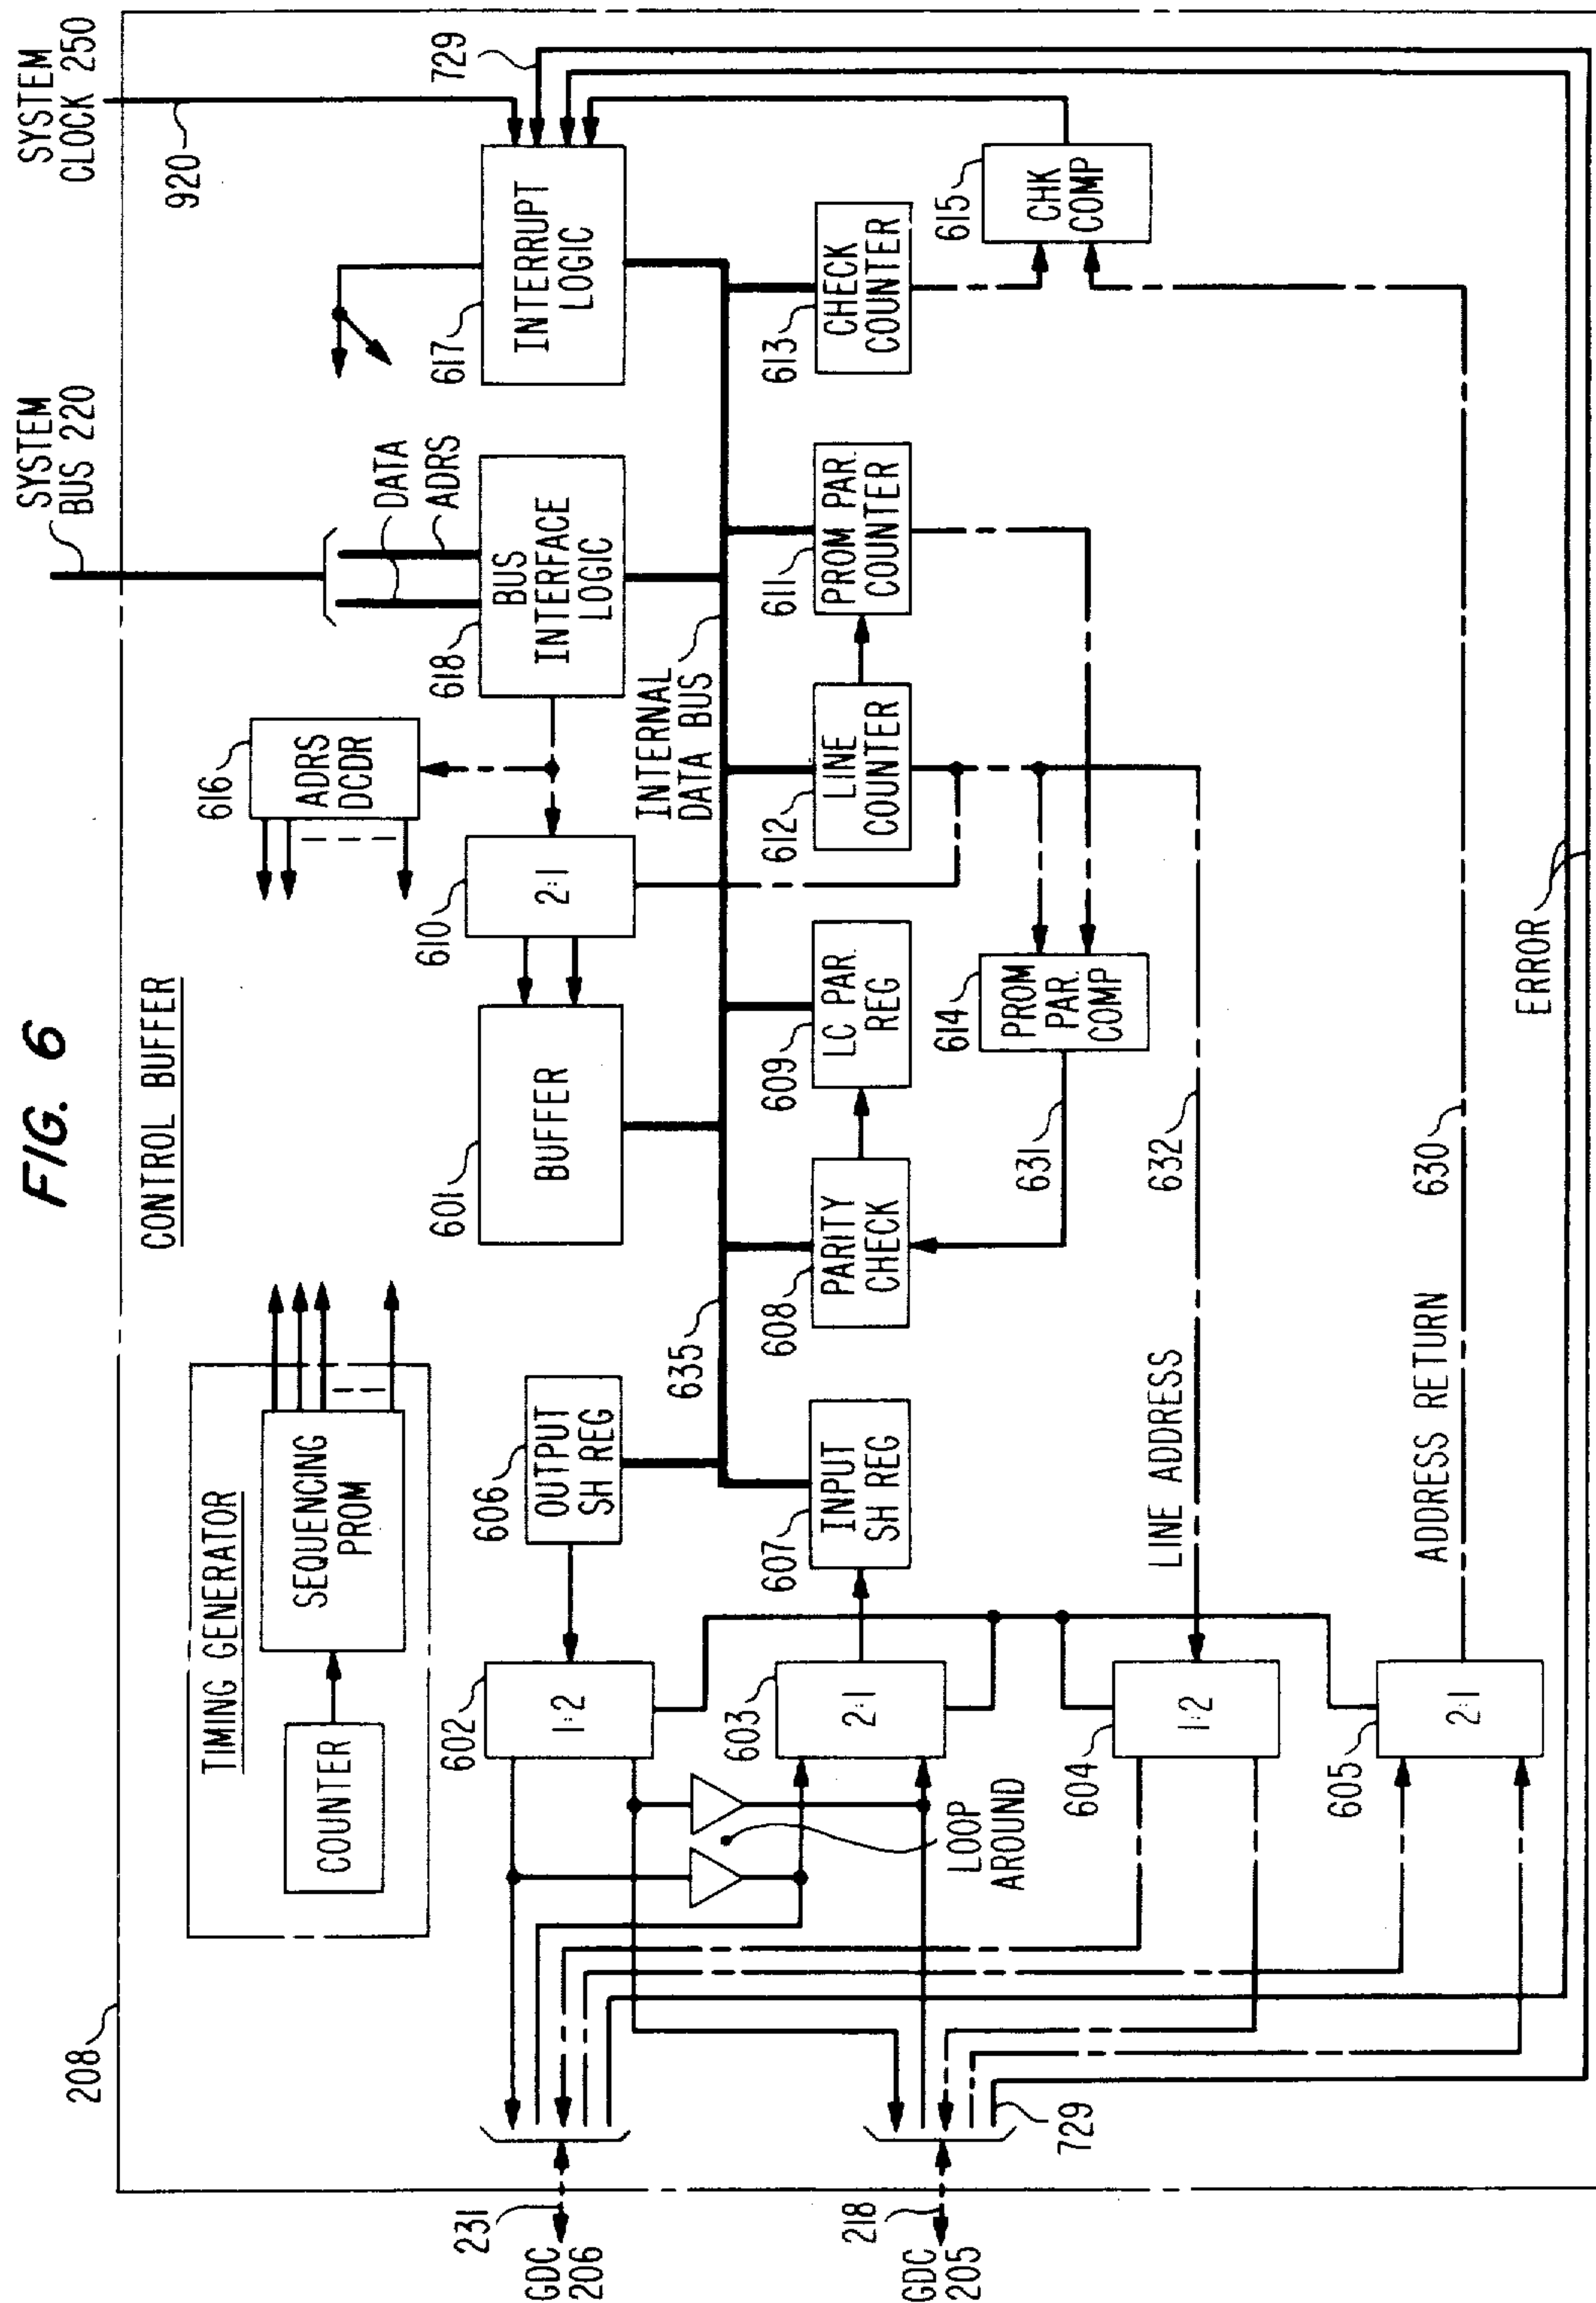 FIG. 6
CONTROL BUFFER
208
SYSTEM
BUS 220
SYSTEM
CLOCK 250
920
729
TIMING GENERATOR
COUNTER
SEQUENCING
PROM
616
ADRS
DCDR
DATA
ADRS
602
1:2
606
OUTPUT
SH REG
601
BUFFER
610
2:1
618
BUS
INTERFACE
LOGIC
617
INTERRUPT
LOGIC
635
INTERNAL
DATA BUS
231
GDC
206
LOOP
AROUND
603
2:1
607
INPUT
SH REG
608
PARITY
CHECK
609
LC PAR.
REG
612
LINE
COUNTER
611
PROM PAR.
COUNTER
613
CHECK
COUNTER
614
PROM
PAR.
COMP
615
CHK
COMP
631
218
GDC
205
729
604
1:2
LINE ADDRESS
632
605
2:1
ADDRESS RETURN
630
ERROR